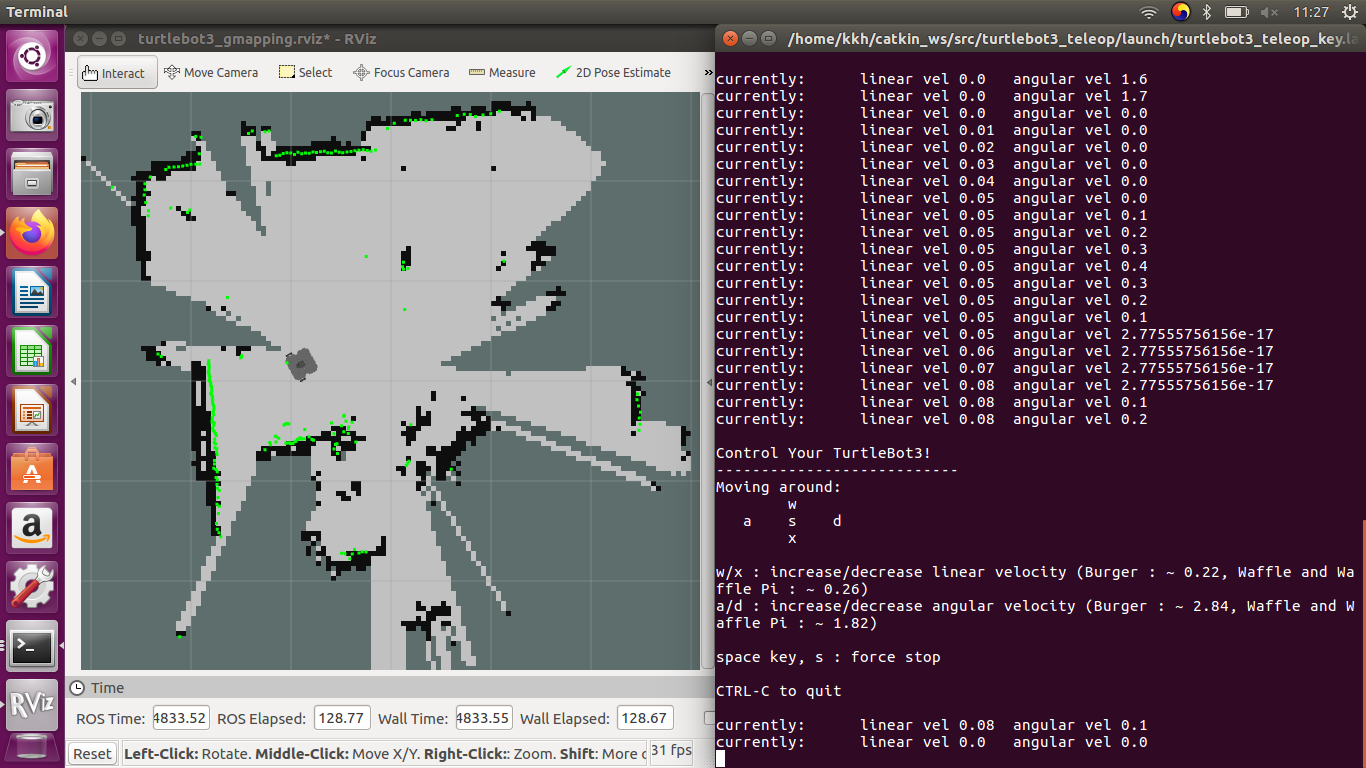 Terminal
11:27
turtlebot3_gmapping.rviz* - RViz
Interact
Move Camera
Select
Focus Camera
Measure
2D Pose Estimate
»
Time
ROS Time: 4833.52 ROS Elapsed: 128.77 Wall Time: 4833.55 Wall Elapsed: 128.67
Reset
Left-Click: Rotate. Middle-Click: Move X/Y. Right-Click:: Zoom. Shift: More o
31 fps
RViz
/home/kkh/catkin_ws/src/turtlebot3_teleop/launch/turtlebot3_teleop_key.la
currently: linear vel 0.0 angular vel 1.6
currently: linear vel 0.0 angular vel 1.7
currently: linear vel 0.0 angular vel 0.0
currently: linear vel 0.01 angular vel 0.0
currently: linear vel 0.02 angular vel 0.0
currently: linear vel 0.03 angular vel 0.0
currently: linear vel 0.04 angular vel 0.0
currently: linear vel 0.05 angular vel 0.0
currently: linear vel 0.05 angular vel 0.1
currently: linear vel 0.05 angular vel 0.2
currently: linear vel 0.05 angular vel 0.3
currently: linear vel 0.05 angular vel 0.4
currently: linear vel 0.05 angular vel 0.3
currently: linear vel 0.05 angular vel 0.2
currently: linear vel 0.05 angular vel 0.1
currently: linear vel 0.05 angular vel 2.77555756156e-17
currently: linear vel 0.06 angular vel 2.77555756156e-17
currently: linear vel 0.07 angular vel 2.77555756156e-17
currently: linear vel 0.08 angular vel 2.77555756156e-17
currently: linear vel 0.08 angular vel 0.1
currently: linear vel 0.08 angular vel 0.2
Control Your TurtleBot3!
---------------------------
Moving around:
w
a s d
x
w/x : increase/decrease linear velocity (Burger : ~ 0.22, Waffle and Wa
ffle Pi : ~ 0.26)
a/d : increase/decrease angular velocity (Burger : ~ 2.84, Waffle and W
affle Pi : ~ 1.82)
space key, s : force stop
CTRL-C to quit
currently: linear vel 0.08 angular vel 0.1
currently: linear vel 0.0 angular vel 0.0